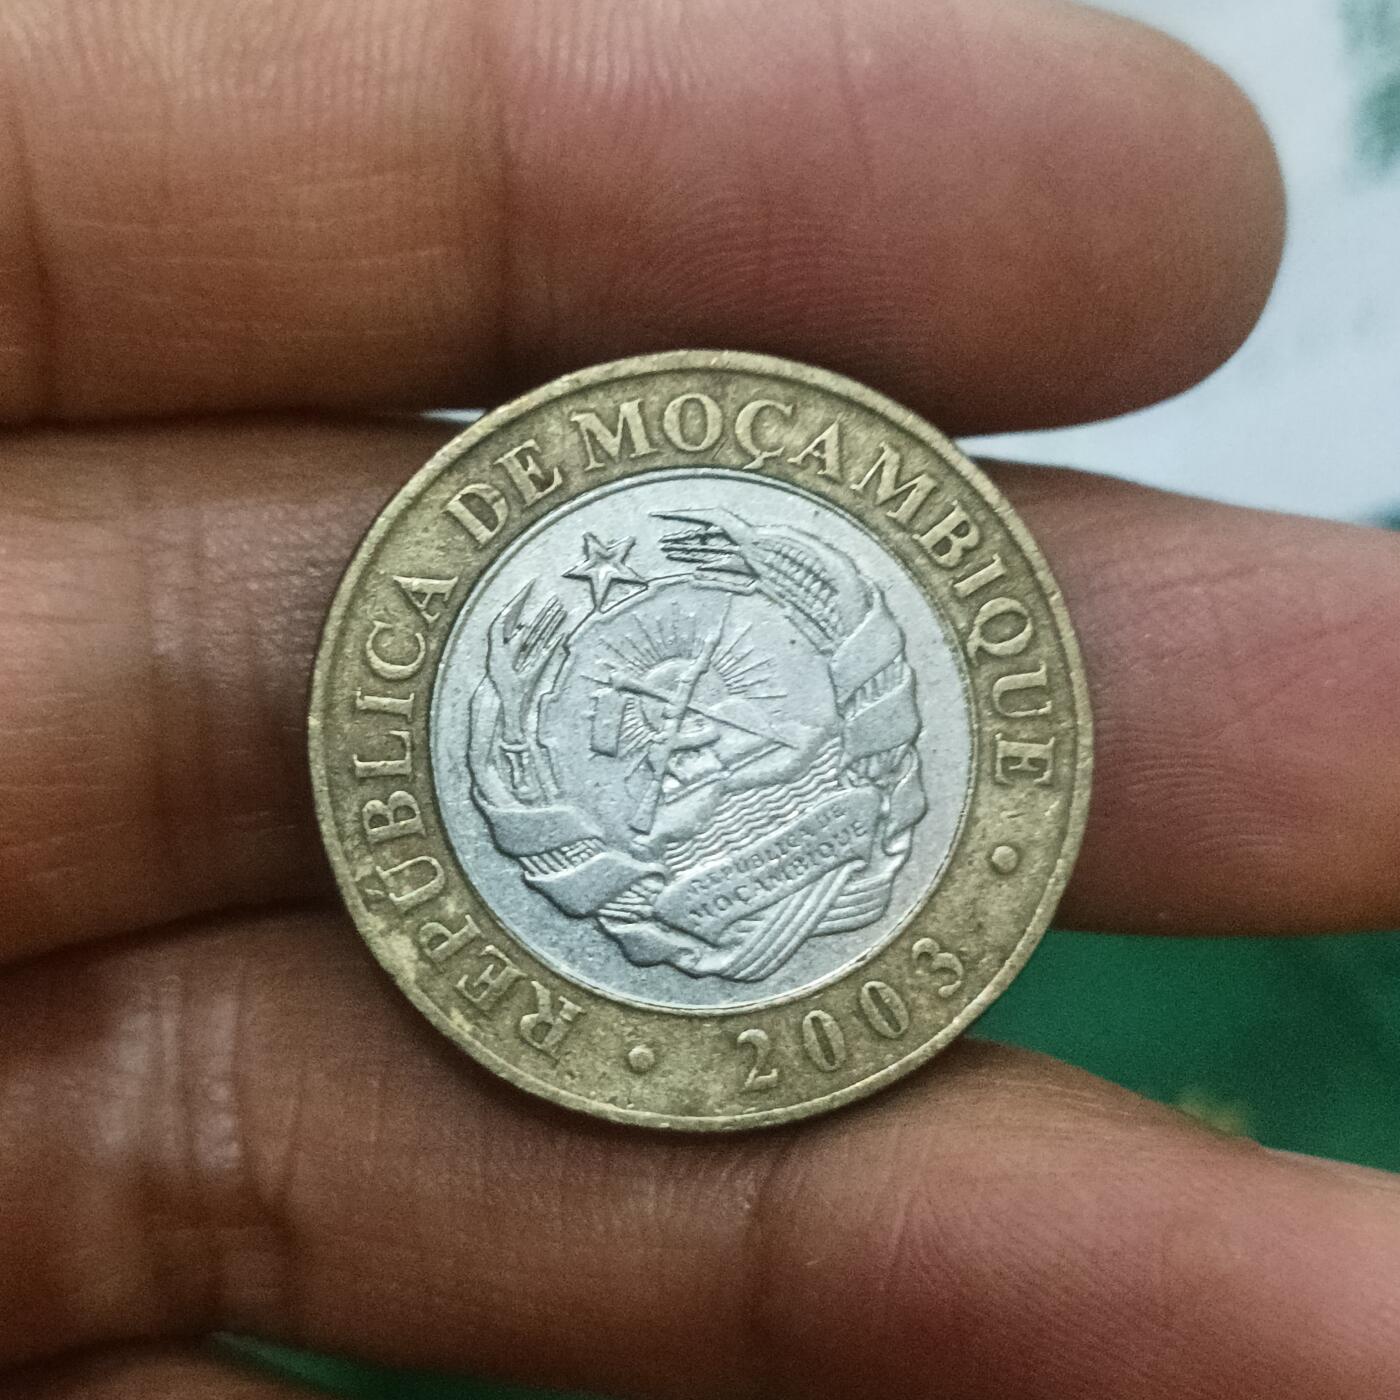 REPÚBLICA DE MOÇAMBIQUE
REPUBLICA DE
MOÇAMBIQUE
• 2003 •